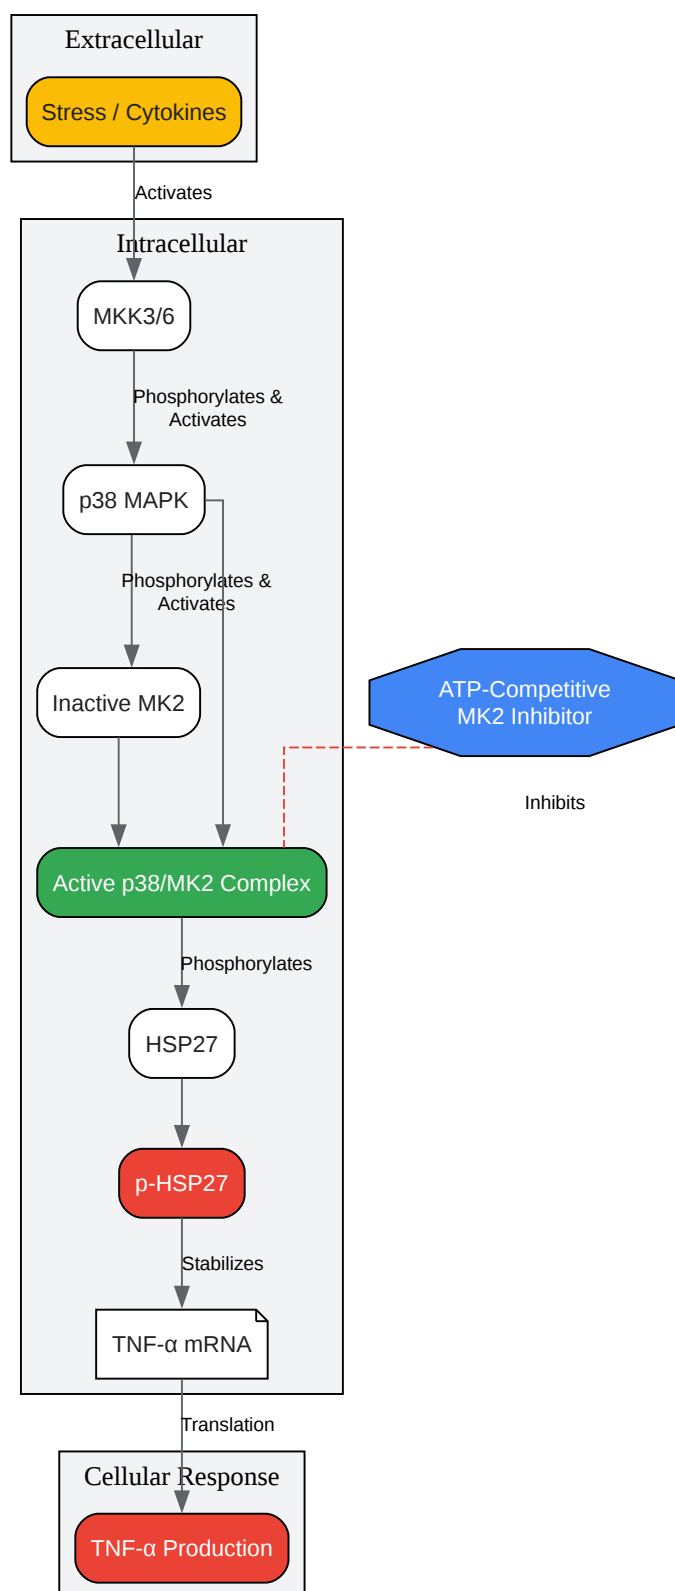 Extracellular
Stress / Cytokines
Activates
Intracellular
MKK3/6
Phosphorylates &
Activates
p38 MAPK
Phosphorylates &
Activates
Inactive MK2
ATP-Competitive
MK2 Inhibitor
Inhibits
Active p38/MK2 Complex
Phosphorylates
HSP27
p-HSP27
Stabilizes
TNF-α mRNA
Translation
Cellular Response
TNF-α Production